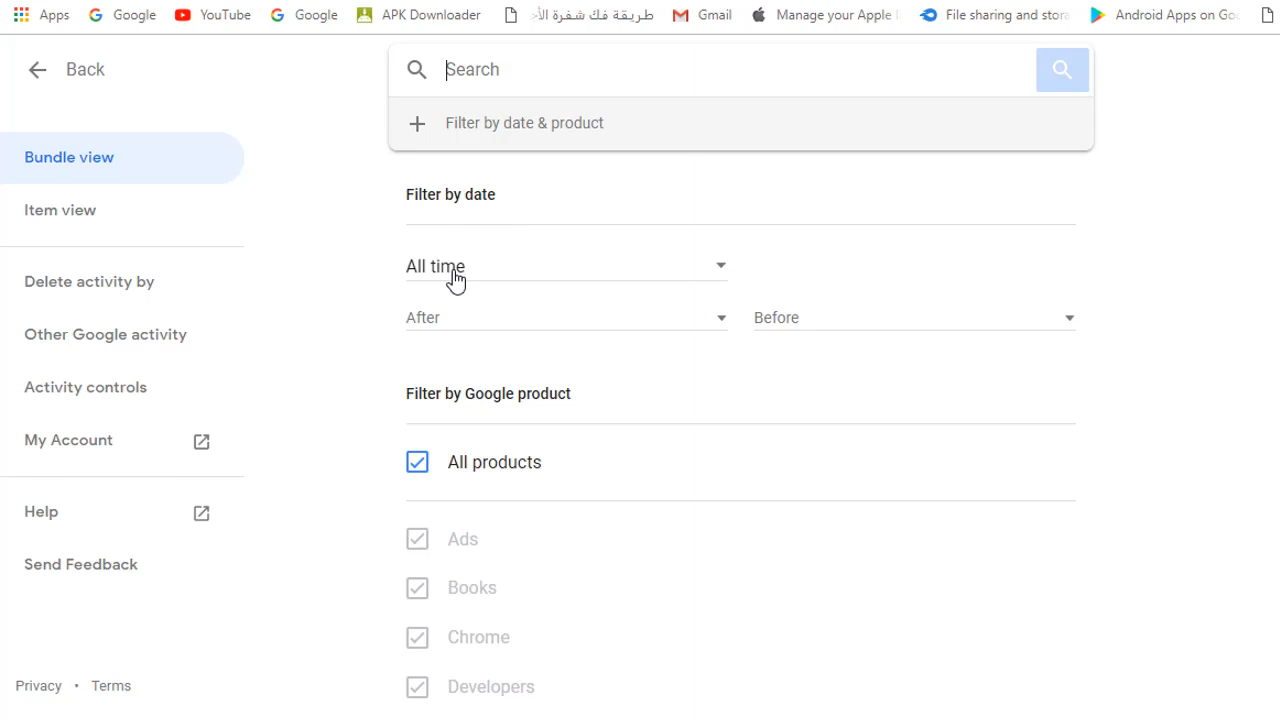 Apps Google YouTube Google APK Downloader طريقة فك شفرة Gmail Manage your Apple File sharing and Android Apps on
Back
Search
Filter by date & product
Bundle view
Item view
Delete activity by
Other Google activity
Activity controls
My Account
Help
Send Feedback
Privacy • Terms
Filter by date
All time
After Before
Filter by Google product
All products
Ads
Books
Chrome
Developers